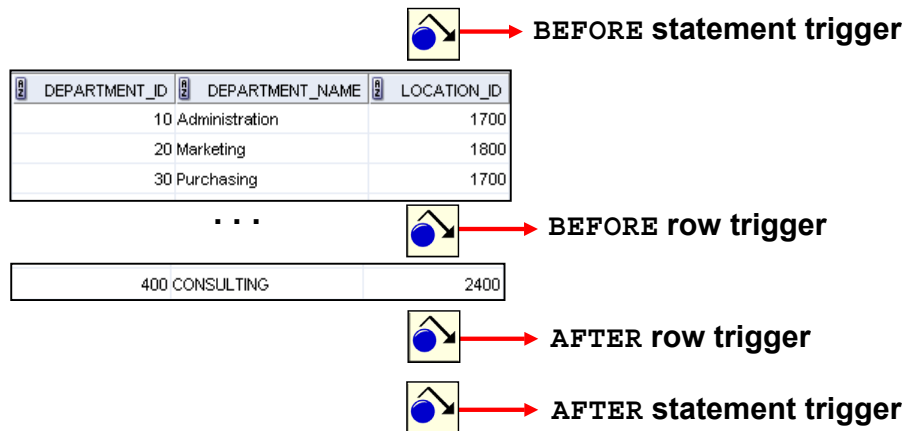 BEFORE statement trigger
DEPARTMENT_ID DEPARTMENT_NAME LOCATION_ID
10 Administration 1700
20 Marketing 1800
30 Purchasing 1700
. . .
BEFORE row trigger
400 CONSULTING 2400
AFTER row trigger
AFTER statement trigger